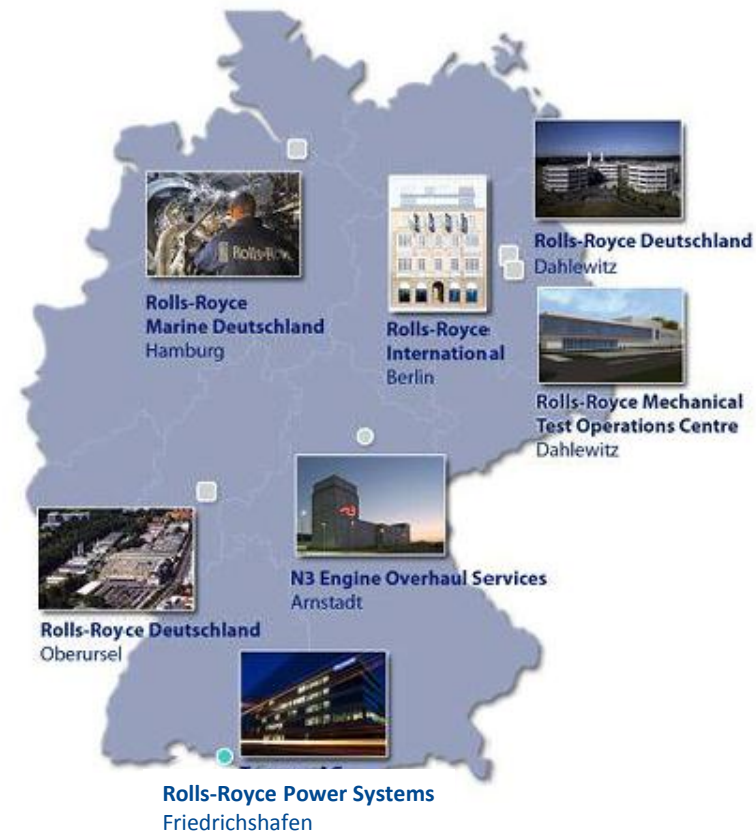 Rolls-Royce Deutschland
Dahlewitz
Rolls-Royce
Marine Deutschland
Hamburg
Rolls-Royce
International
Berlin
Rolls-Royce Mechanical
Test Operations Centre
Dahlewitz
N3 Engine Overhaul Services
Arnstadt
Rolls-Royce Deutschland
Oberursel
Rolls-Royce Power Systems
Friedrichshafen